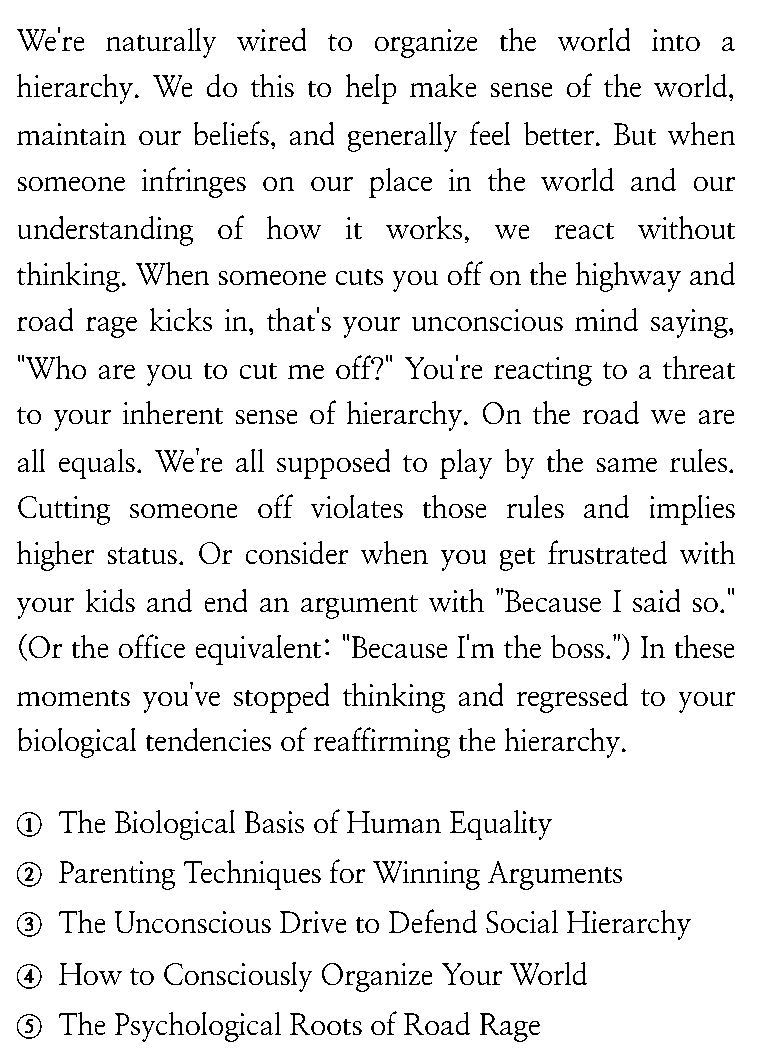 We're naturally wired to organize the world into a
hierarchy. We do this to help make sense of the world,
maintain our beliefs, and generally feel better. But when
someone infringes on our place in the world and our
understanding of how it works, we react without
thinking. When someone cuts you off on the highway and
road rage kicks in, that's your unconscious mind saying,
"Who are you to cut me off?" You're reacting to a threat
to your inherent sense of hierarchy. On the road we are
all equals. We're all supposed to play by the same rules.
Cutting someone off violates those rules and implies
higher status. Or consider when you get frustrated with
your kids and end an argument with "Because I said so."
(Or the office equivalent: "Because I'm the boss.") In these
moments you've stopped thinking and regressed to your
biological tendencies of reaffirming the hierarchy.
① The Biological Basis of Human Equality
② Parenting Techniques for Winning Arguments
③ The Unconscious Drive to Defend Social Hierarchy
④ How to Consciously Organize Your World
⑤ The Psychological Roots of Road Rage